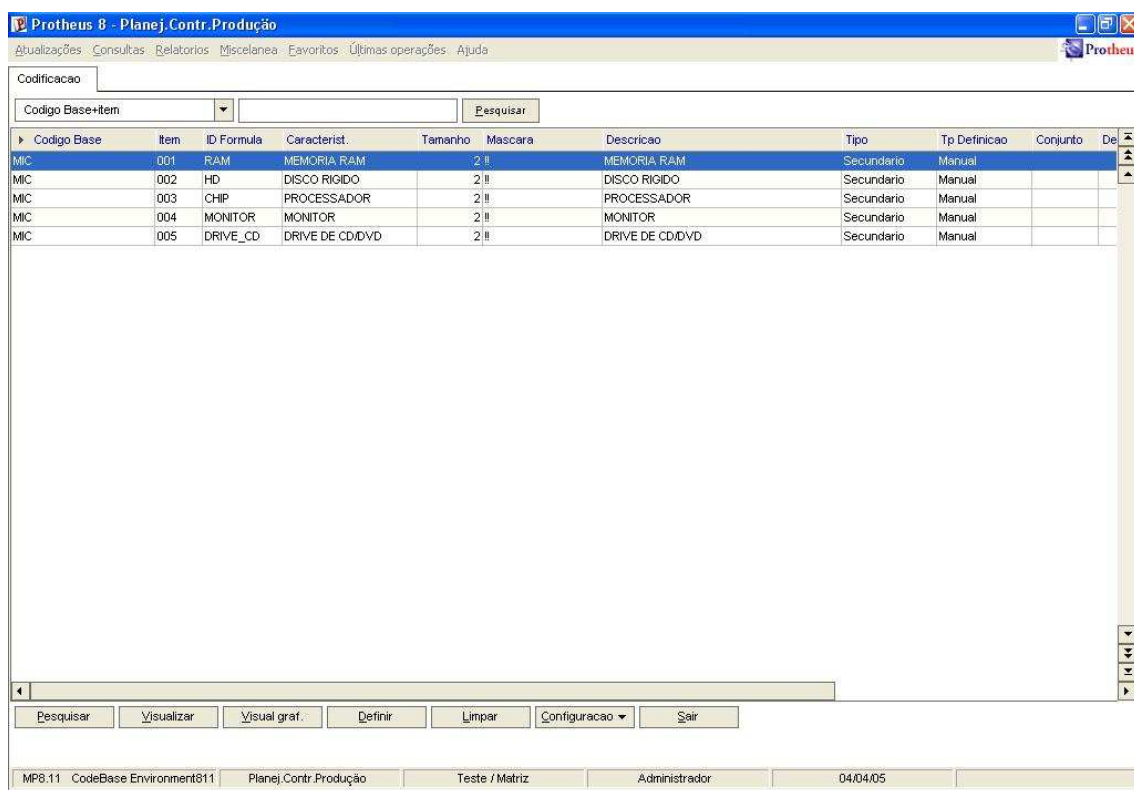 Protheus 8 - Planej.Contr.Produção
Atualizações Consultas Relatorios Miscelanea Favoritos Últimas operações Ajuda
Protheu
Codificacao
Codigo Base+item Pesquisar
Codigo Base Item ID Formula Caracterist. Tamanho Mascara Descricao Tipo Tp Definicao Conjunto De
MIC 001 RAM MEMORIA RAM 2 !! MEMORIA RAM Secundario Manual
MIC 002 HD DISCO RIGIDO 2 !! DISCO RIGIDO Secundario Manual
MIC 003 CHIP PROCESSADOR 2 !! PROCESSADOR Secundario Manual
MIC 004 MONITOR MONITOR 2 !! MONITOR Secundario Manual
MIC 005 DRIVE_CD DRIVE DE CD/DVD 2 !! DRIVE DE CD/DVD Secundario Manual
Pesquisar Visualizar Visual graf. Definir Limpar Configuracao Sair
MP8.11 CodeBase Environment811 Planej.Contr.Produção Teste / Matriz Administrador 04/04/05